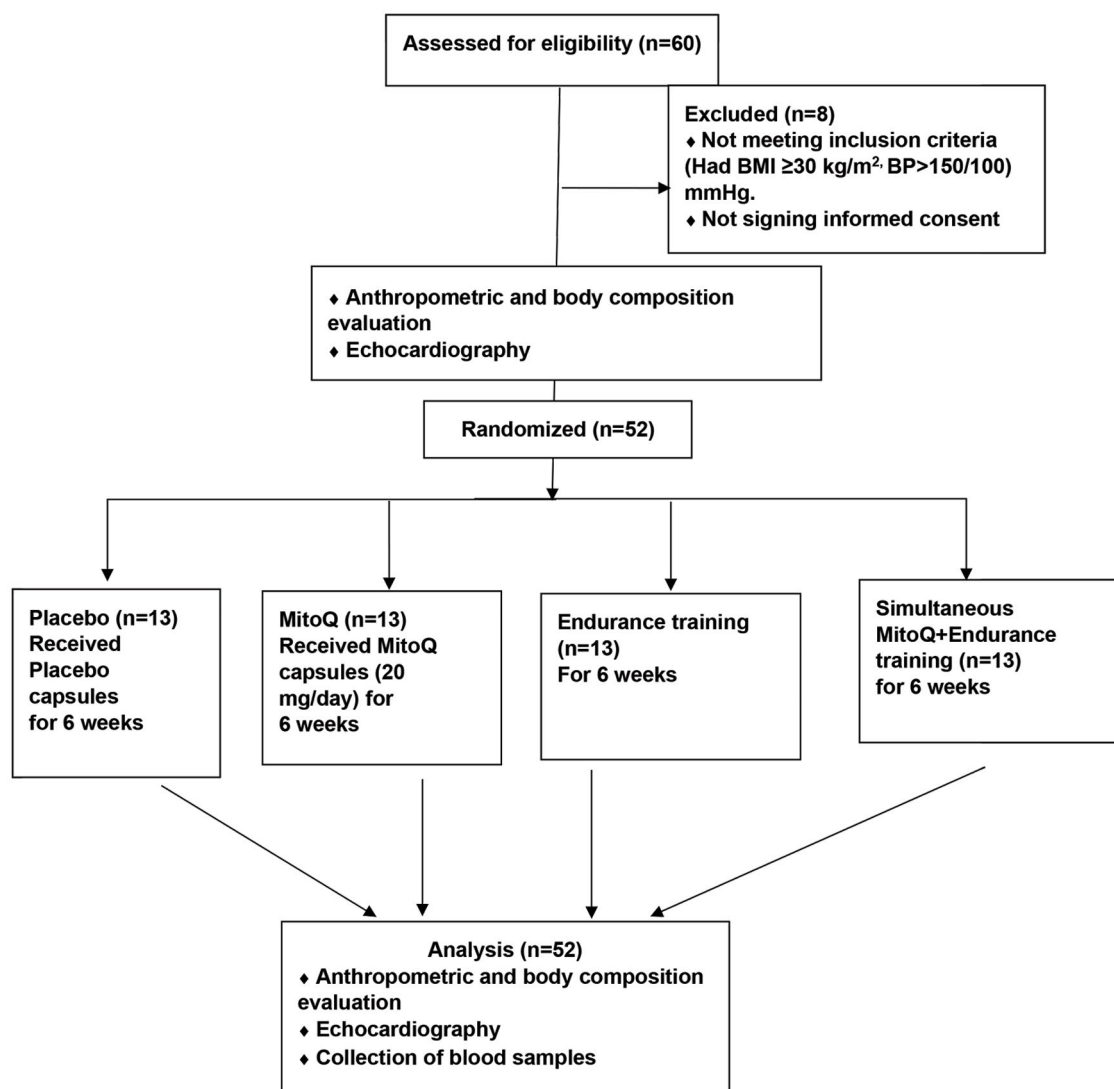 Assessed for eligibility (n=60)
Excluded (n=8)
♦ Not meeting inclusion criteria
(Had BMI ≥30 kg/m², BP>150/100)
mmHg.
♦ Not signing informed consent
♦ Anthropometric and body composition
evaluation
♦ Echocardiography
Randomized (n=52)
Placebo (n=13)
Received
Placebo
capsules
for 6 weeks
MitoQ (n=13)
Received MitoQ
capsules (20
mg/day) for
6 weeks
Endurance training
(n=13)
For 6 weeks
Simultaneous
MitoQ+Endurance
training (n=13)
for 6 weeks
Analysis (n=52)
♦ Anthropometric and body composition
evaluation
♦ Echocardiography
♦ Collection of blood samples